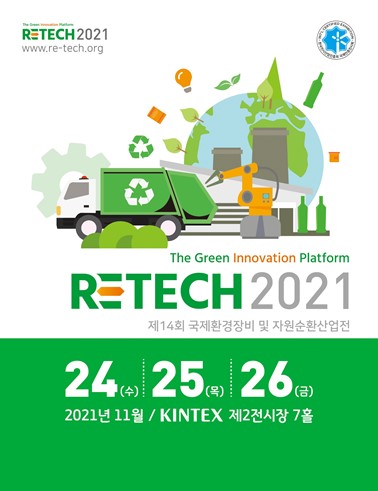 The Green Innovation Platform
RETECH2021
www.re-tech.org
The Green Innovation Platform
RETECH 2021
제14회 국제환경장비 및 자원순환산업전
24(수) 25(목) 26(금)
2021년 11월 / KINTEX 제2전시장 7홀